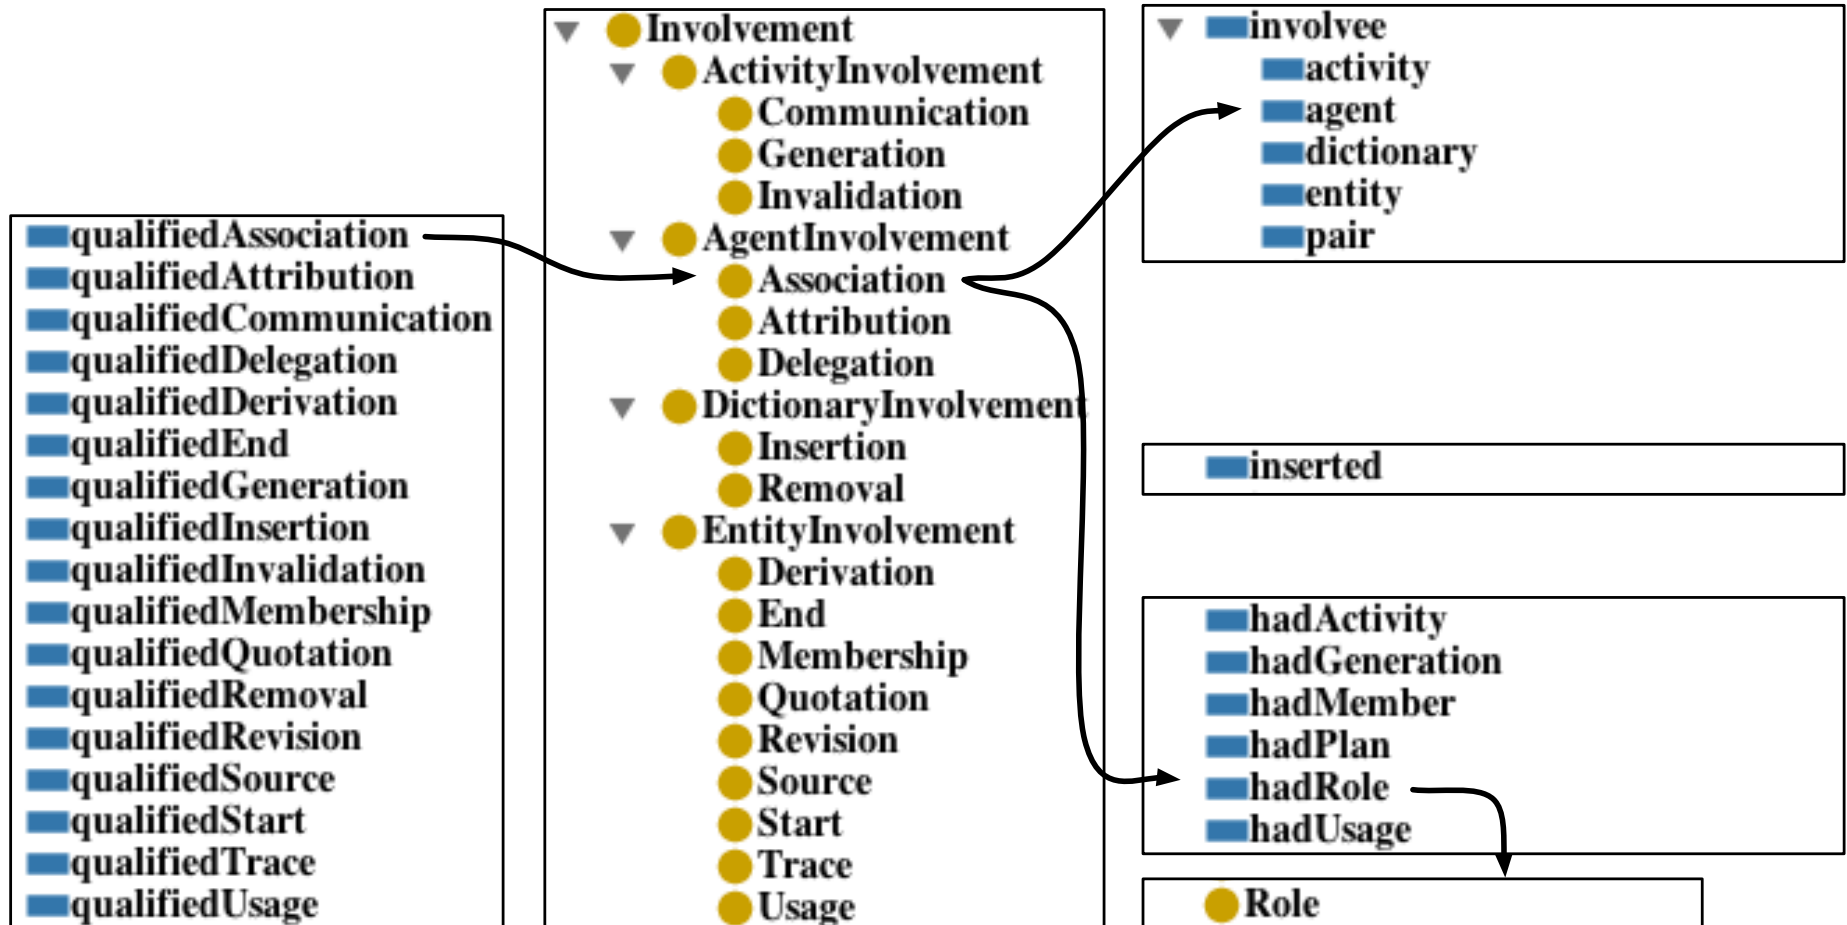 qualifiedAssociation
qualifiedAttribution
qualifiedCommunication
qualifiedDelegation
qualifiedDerivation
qualifiedEnd
qualifiedGeneration
qualifiedInsertion
qualifiedInvalidation
qualifiedMembership
qualifiedQuotation
qualifiedRemoval
qualifiedRevision
qualifiedSource
qualifiedStart
qualifiedTrace
qualifiedUsage
Involvement
ActivityInvolvement
Communication
Generation
Invalidation
AgentInvolvement
Association
Attribution
Delegation
DictionaryInvolvement
Insertion
Removal
EntityInvolvement
Derivation
End
Membership
Quotation
Revision
Source
Start
Trace
Usage
involvee
activity
agent
dictionary
entity
pair
inserted
hadActivity
hadGeneration
hadMember
hadPlan
hadRole
hadUsage
Role